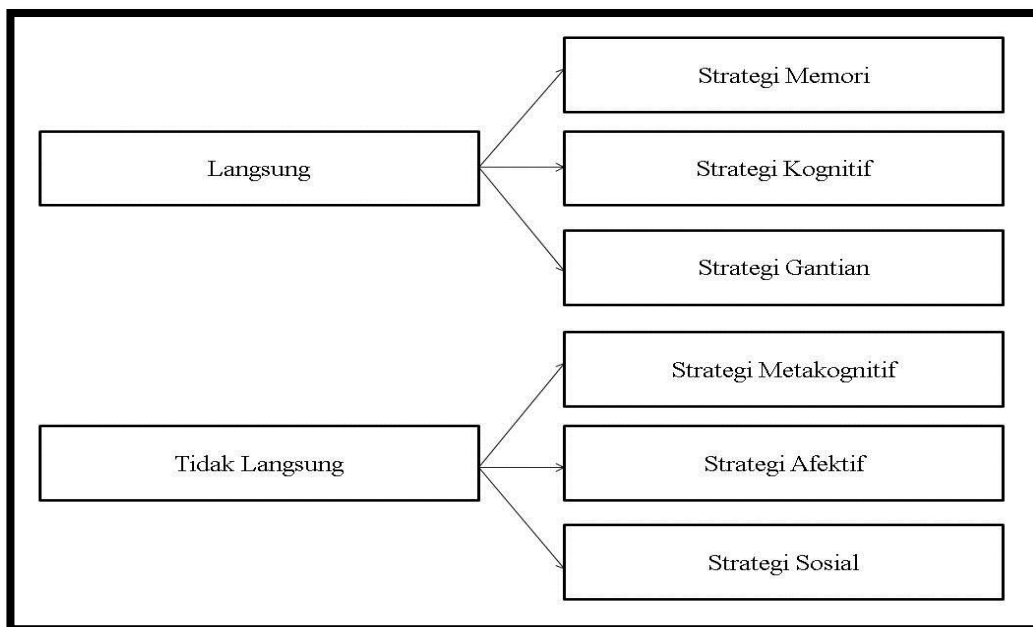 Langsung
Strategi Memori
Strategi Kognitif
Strategi Gantian
Tidak Langsung
Strategi Metakognitif
Strategi Afektif
Strategi Sosial